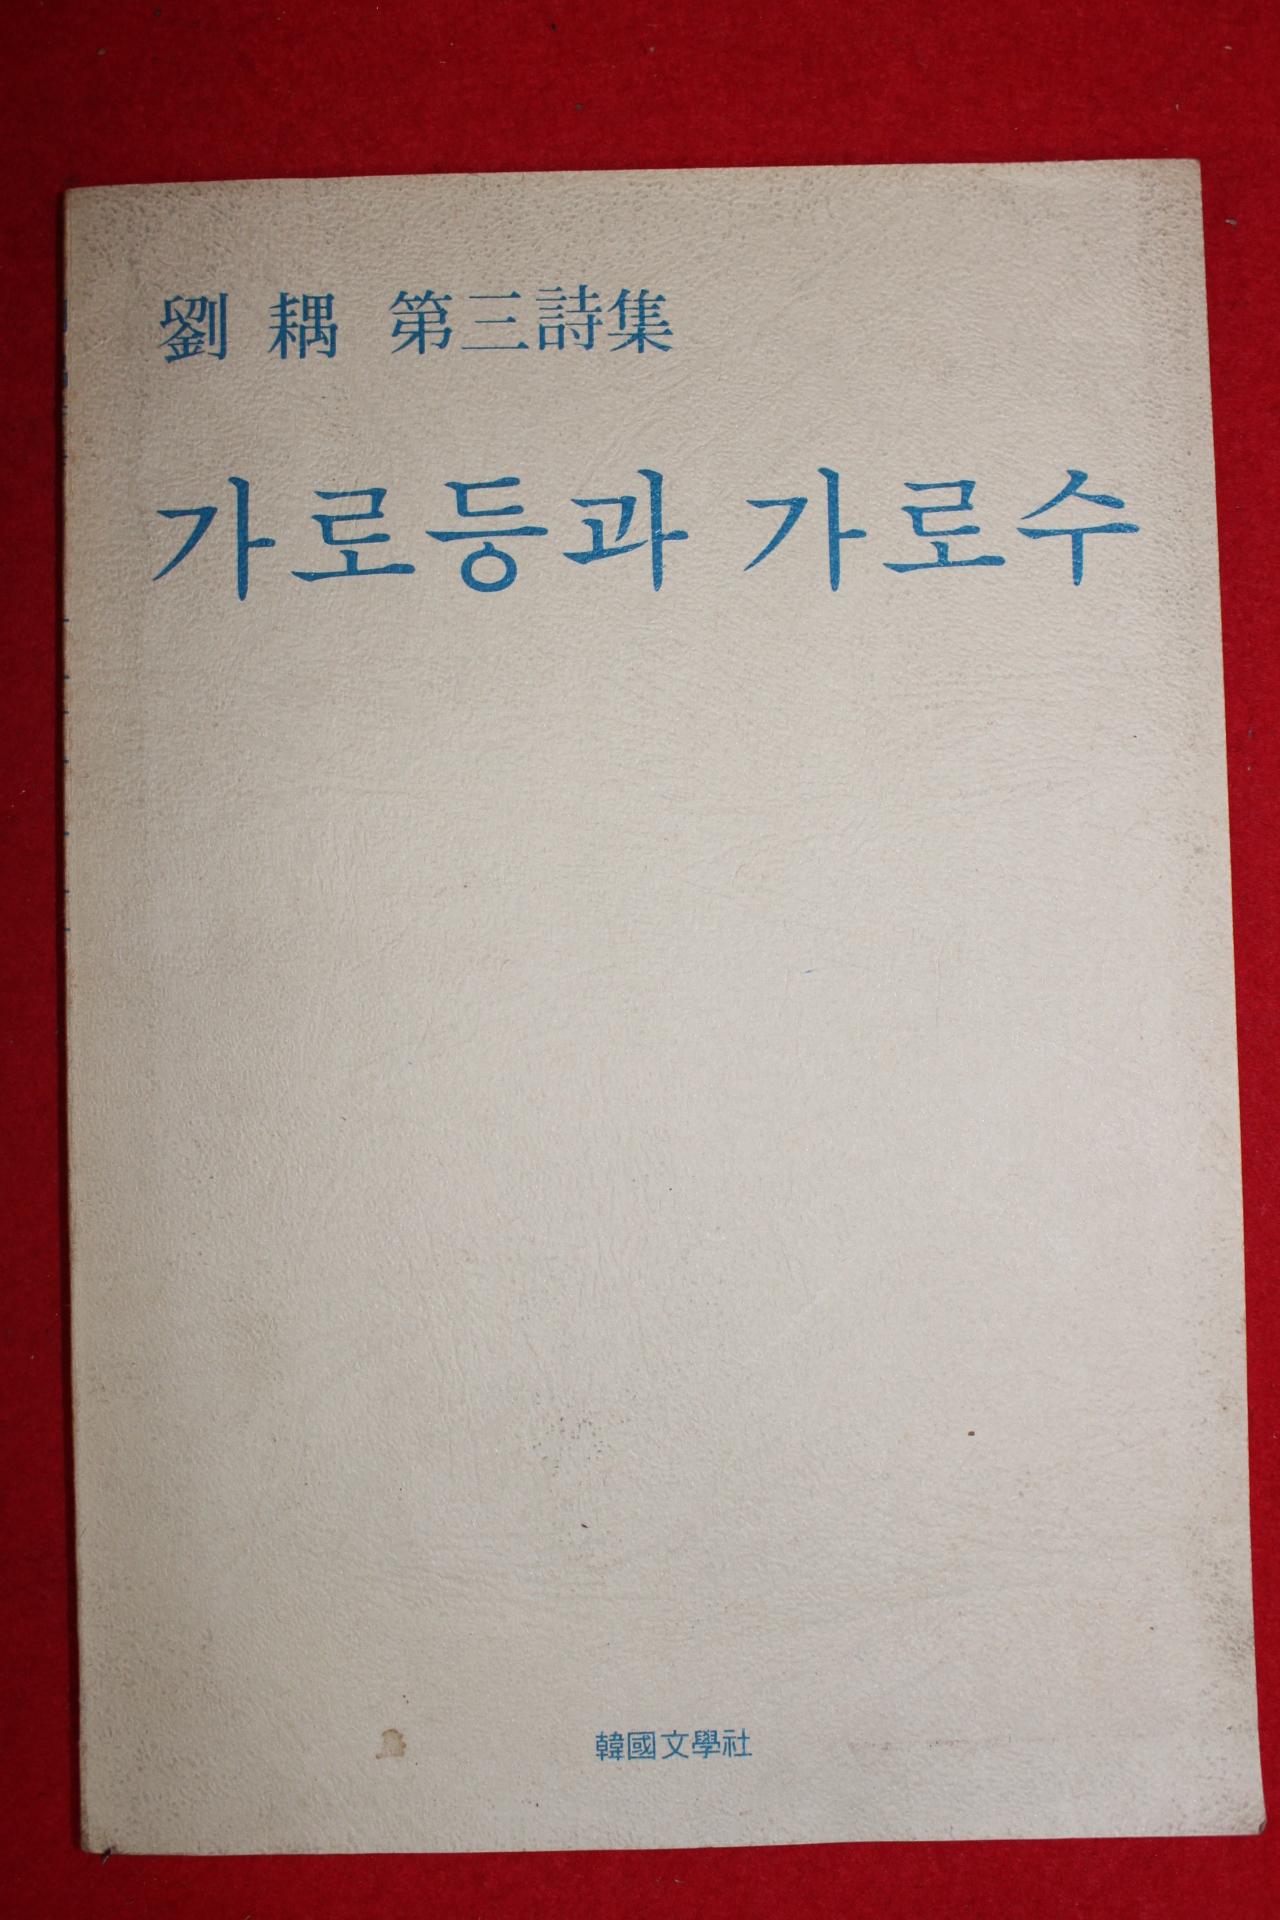 劉 耦 第三詩集
가로등과 가로수
韓國文學社